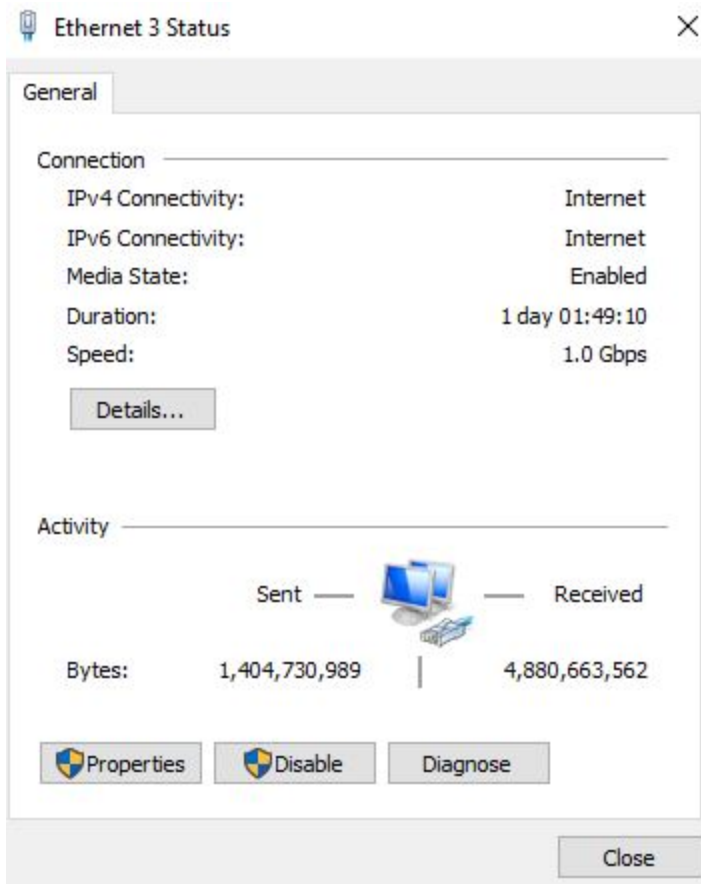 Ethernet 3 Status
General
Connection
IPv4 Connectivity: Internet
IPv6 Connectivity: Internet
Media State: Enabled
Duration: 1 day 01:49:10
Speed: 1.0 Gbps
Details...
Activity
Sent Received
Bytes: 1,404,730,989 4,880,663,562
Properties Disable Diagnose
Close